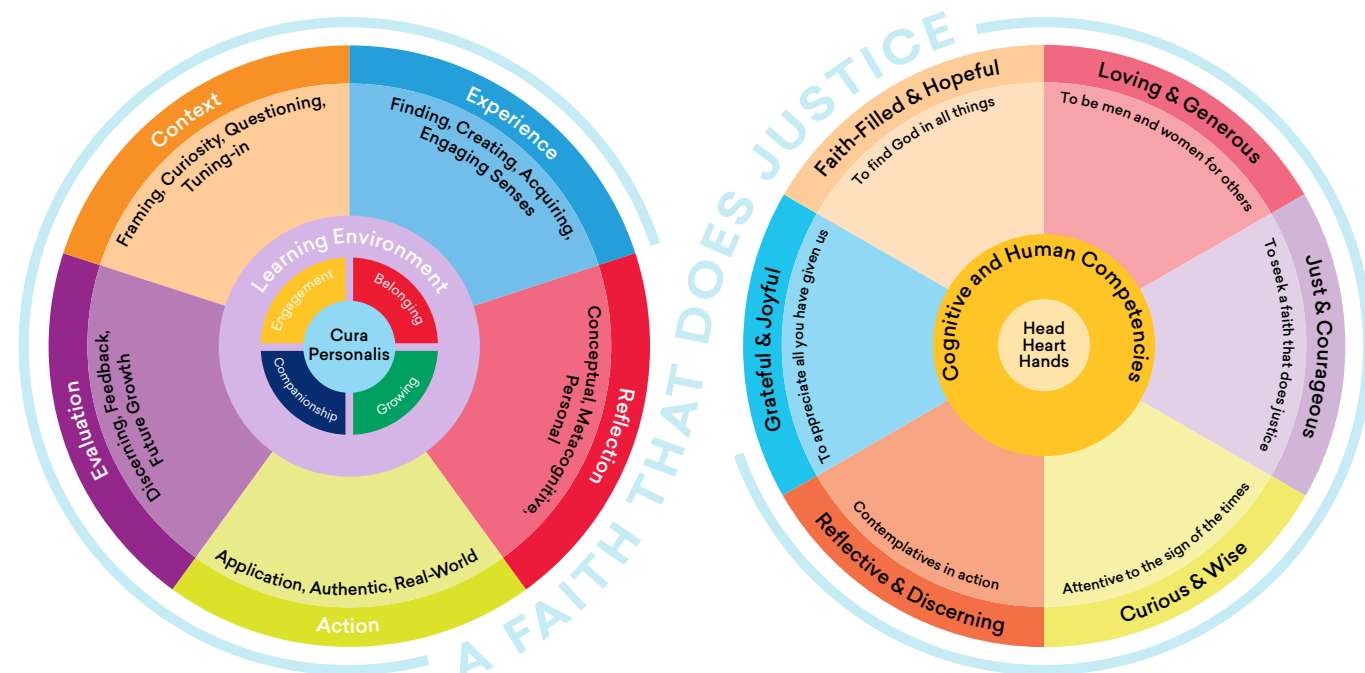 Context
Framing, Curiosity, Questioning,
Tuning-in
Experience
Finding, Creating, Acquiring,
Engaging Senses
Reflection
Conceptual, Metacognitive,
Personal
Action
Application, Authentic, Real-World
Evaluation
Discerning, Feedback,
Future Growth
Learning Environment
Engagement
Belonging
Companionship
Growing
Cura
Personalis
A FAITH THAT DOES JUSTICE
Faith-Filled & Hopeful
To find God in all things
Loving & Generous
To be men and women for others
Just & Courageous
To seek a faith that does justice
Curious & Wise
Attentive to the sign of the times
Reflective & Discerning
Contemplatives in action
Grateful & Joyful
To appreciate all you have given us
Cognitive and Human Competencies
Head
Heart
Hands